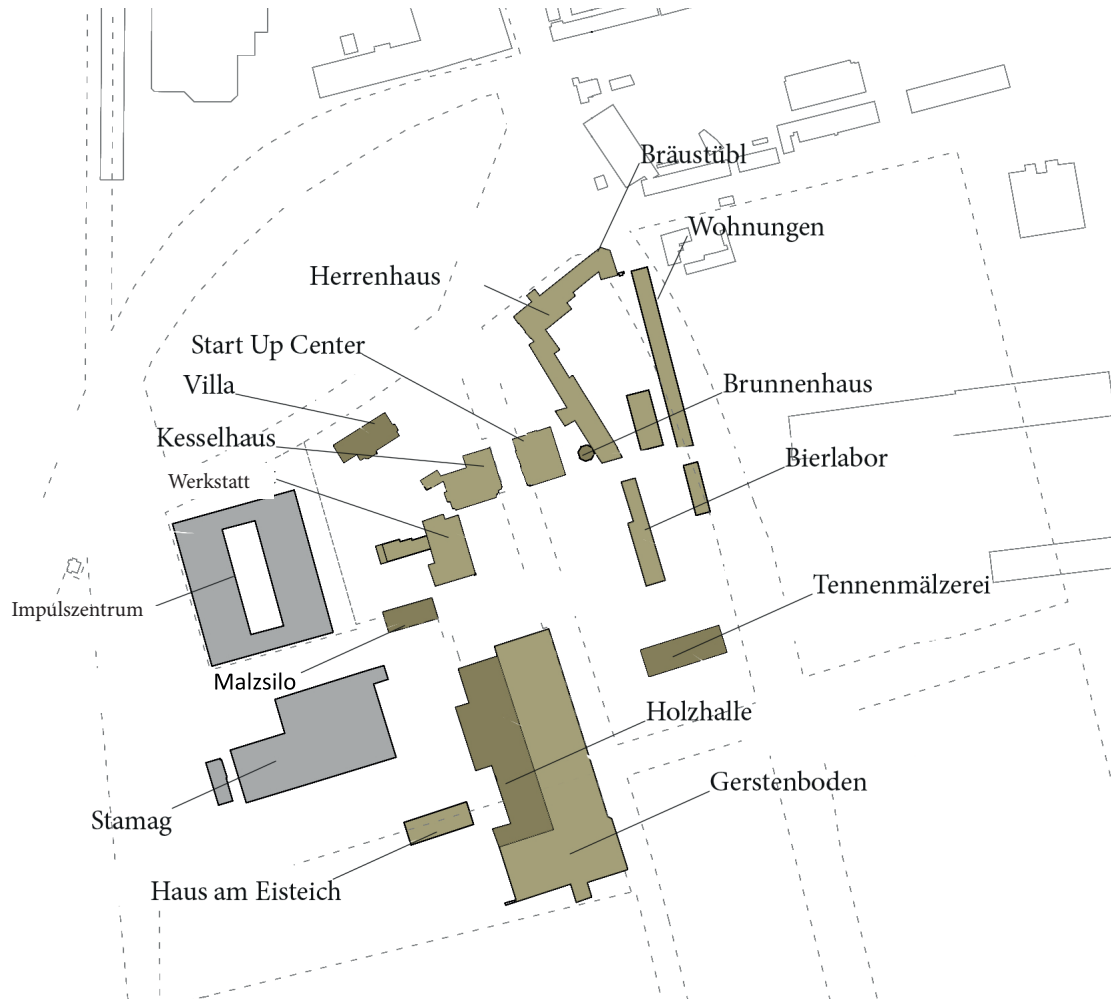 Bräustübl
Wohnungen
Herrenhaus
Start Up Center
Villa
Brunnenhaus
Kesselhaus
Bierlabor
Werkstatt
Tennenmälzerei
Impulszentrum
Malzsilo
Holzhalle
Gerstenboden
Stamag
Haus am Eisteich